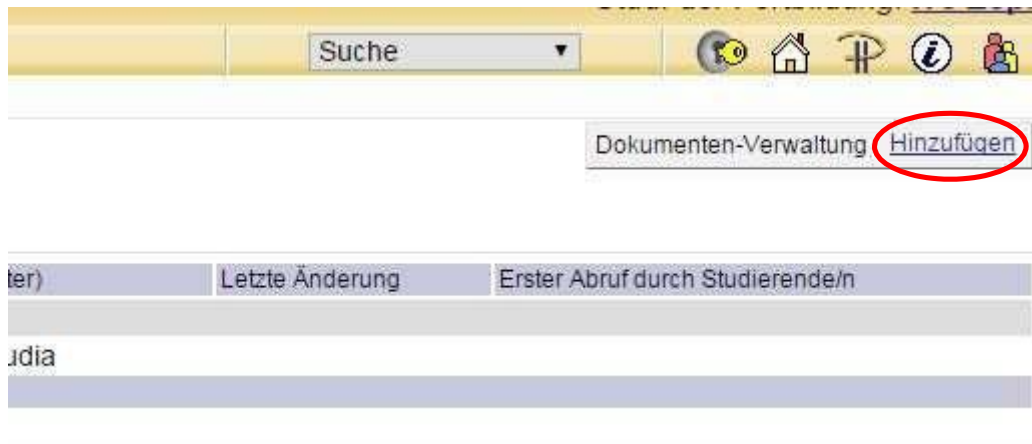 Suche
Dokumenten-Verwaltung Hinzufügen
ter) Letzte Änderung Erster Abruf durch Studierende/n
udia